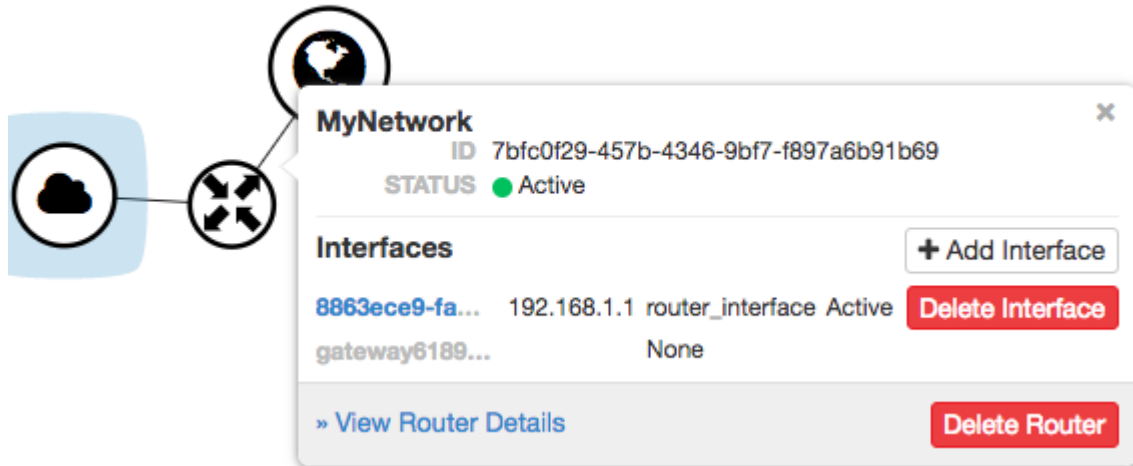 MyNetwork
ID 7bfc0f29-457b-4346-9bf7-f897a6b91b69
STATUS Active
Interfaces
+ Add Interface
8863ece9-fa... 192.168.1.1 router_interface Active Delete Interface
gateway6189... None
» View Router Details Delete Router